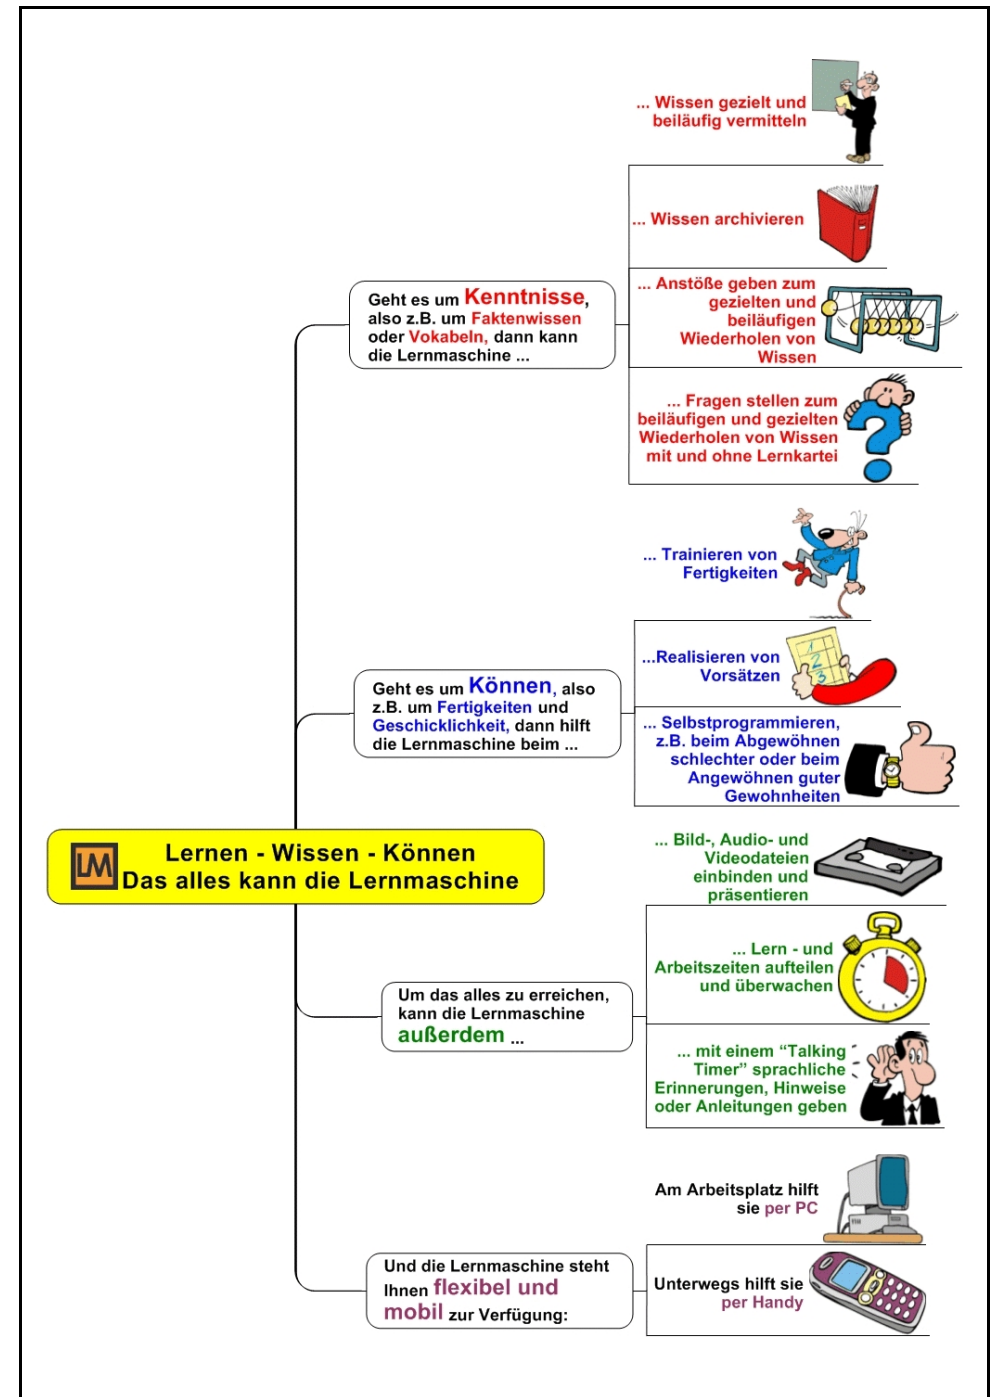 ... Wissen gezielt und
beiläufig vermitteln
... Wissen archivieren
Geht es um Kenntnisse,
also z.B. um Faktenwissen
oder Vokabeln, dann kann
die Lernmaschine ...
... Anstöße geben zum
gezielten und
beiläufigen
Wiederholen von
Wissen
... Fragen stellen zum
beiläufigen und gezielten
Wiederholen von Wissen
mit und ohne Lernkartei
?
... Trainieren von
Fertigkeiten
...Realisieren von
Vorsätzen
1
2
3
Geht es um Können, also
z.B. um Fertigkeiten und
Geschicklichkeit, dann hilft
die Lernmaschine beim ...
... Selbstprogrammieren,
z.B. beim Abgewöhnen
schlechter oder beim
Angewöhnen guter
Gewohnheiten
LM
Lernen - Wissen - Können
Das alles kann die Lernmaschine
... Bild-, Audio- und
Videodateien
einbinden und
präsentieren
... Lern - und
Arbeitszeiten aufteilen
und überwachen
Um das alles zu erreichen,
kann die Lernmaschine
außerdem ...
... mit einem “Talking
Timer” sprachliche
Erinnerungen, Hinweise
oder Anleitungen geben
Am Arbeitsplatz hilft
sie per PC
Und die Lernmaschine steht
Ihnen flexibel und
mobil zur Verfügung:
Unterwegs hilft sie
per Handy